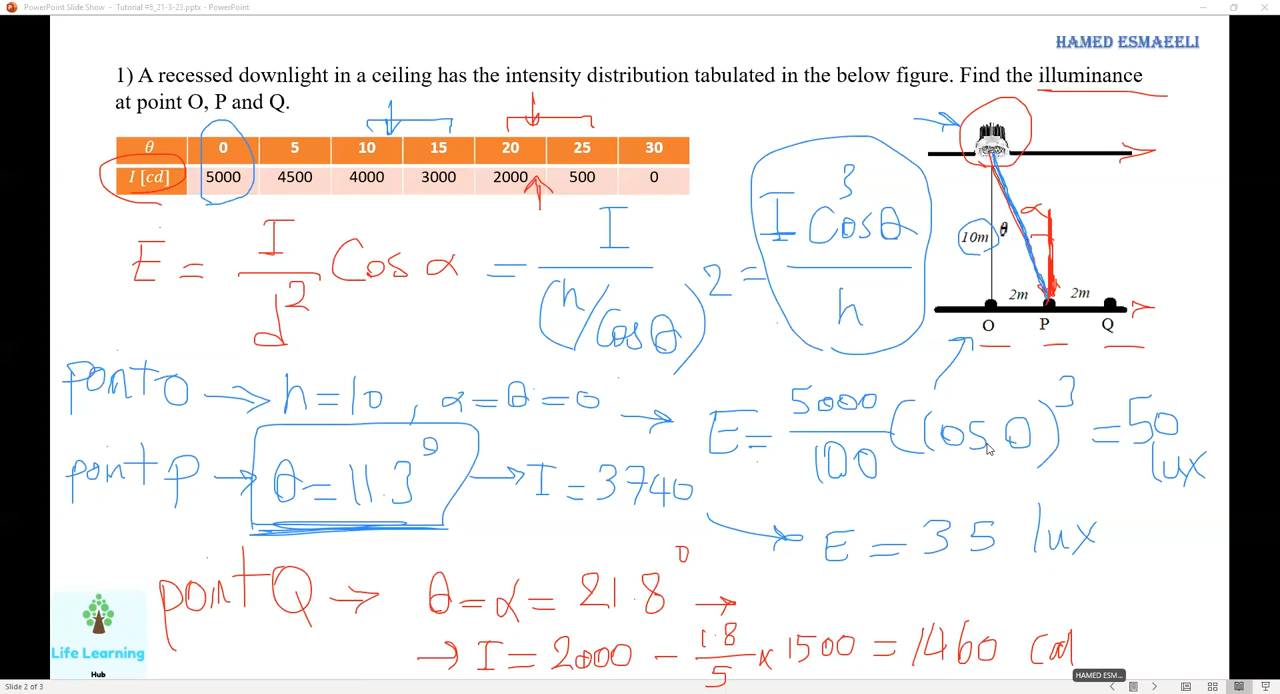 PowerPoint Slide Show - Tutorial #6_21-3-23.pptx - PowerPoint
HAMED ESMAEELI
1) A recessed downlight in a ceiling has the intensity distribution tabulated in the below figure. Find the illuminance
at point O, P and Q.
θ 0 5 10 15 20 25 30
I [cd] 5000 4500 4000 3000 2000 500 0
α
10m θ
2m 2m
O P Q
E = I / d² Cos α = I / (h/Cosθ)² = I Cos³θ / h
pointO → h=10 , α=θ=0 → E= 5000/100 (Cos0)³ = 50 lux
point P → θ=11.3° → I=3740
E = 35 lux
point Q → θ=α=21.8° →
→ I = 2000 - 1.8/5 x 1500 = 1460 Cd
Life Learning
Hub
HAMED ESM...
Slide 2 of 3